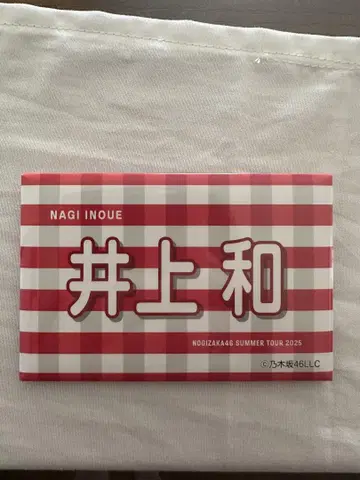 NAGI INOUE
井上 和
NOGIZAKA46 SUMMER TOUR 2025
©乃木坂46LLC